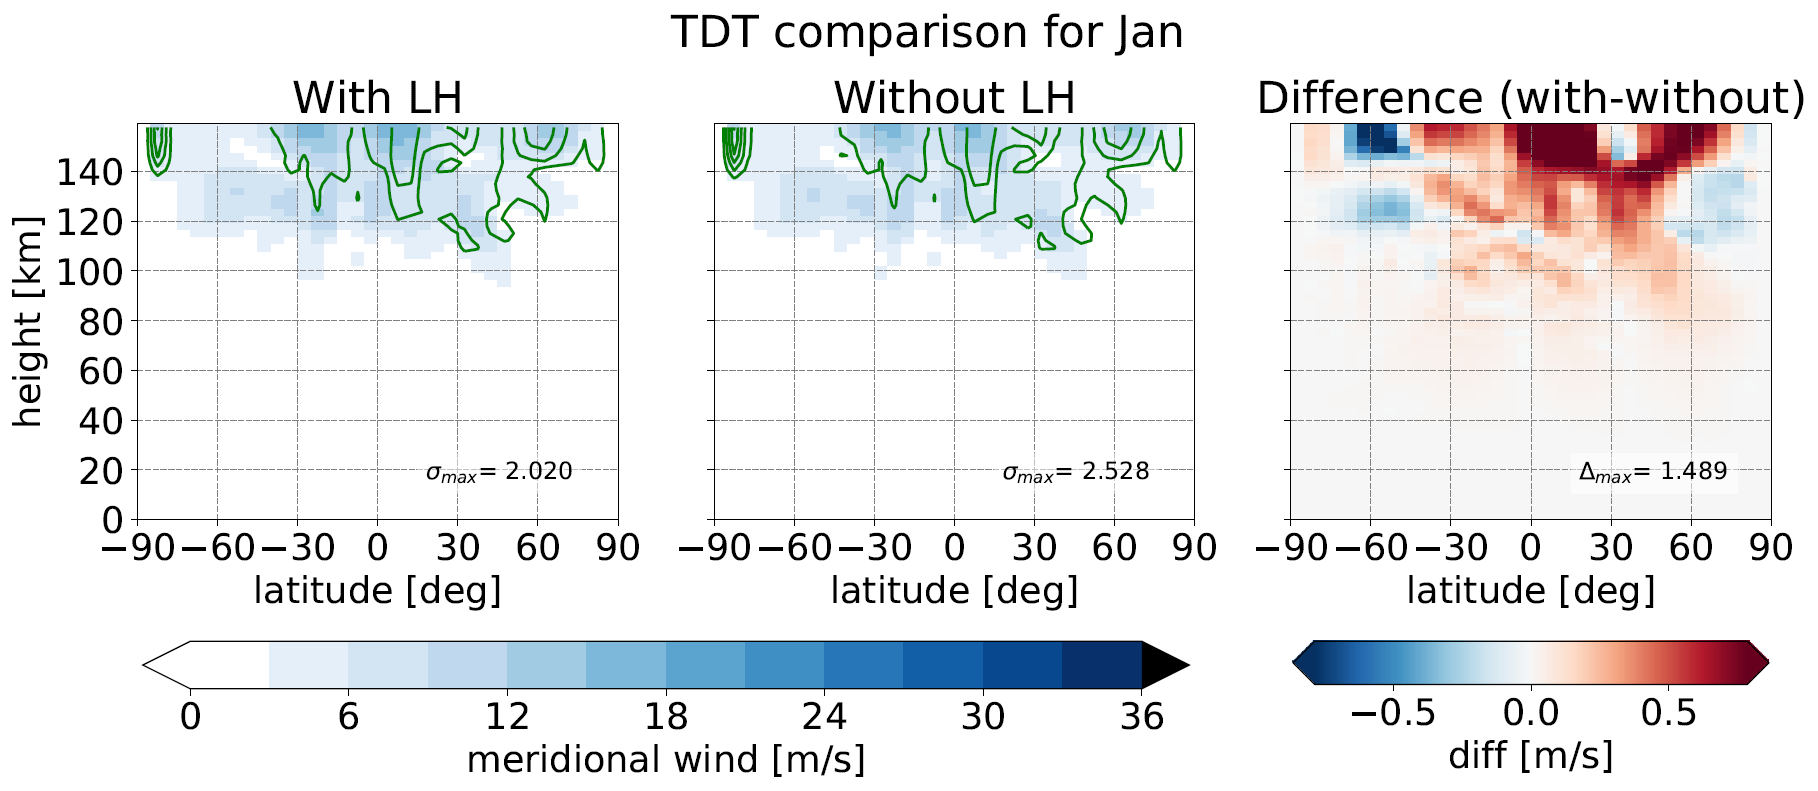 TDT comparison for Jan
With LH
Without LH
Difference (with-without)
height [km]
140
120
100
80
60
40
20
0
σmax= 2.020
σmax= 2.528
Δmax= 1.489
−90 −60 −30 0 30 60 90
−90 −60 −30 0 30 60 90
−90 −60 −30 0 30 60 90
latitude [deg]
latitude [deg]
latitude [deg]
0 6 12 18 24 30 36
meridional wind [m/s]
−0.5 0.0 0.5
diff [m/s]